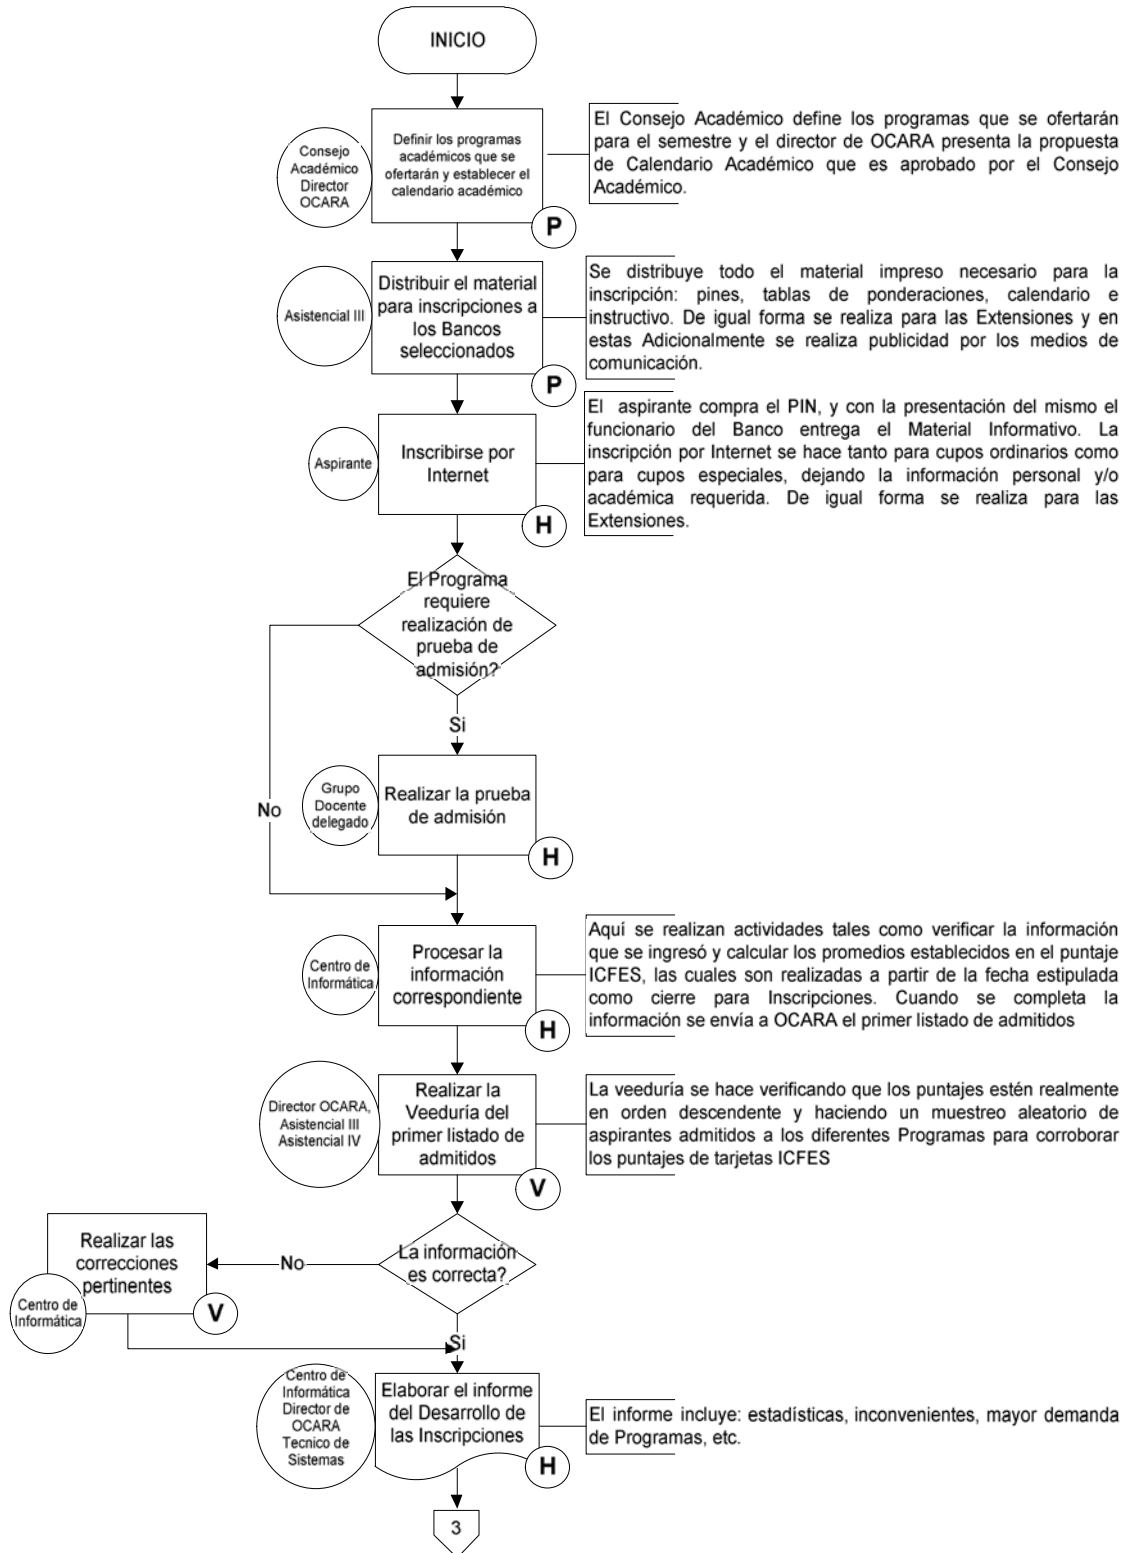 INICIO
Consejo
Académico
Director
OCARA
Definir los programas
académicos que se
ofertarán y establecer el
calendario académico
P
El Consejo Académico define los programas que se ofertarán
para el semestre y el director de OCARA presenta la propuesta
de Calendario Académico que es aprobado por el Consejo
Académico.
Asistencial III
Distribuir el material
para inscripciones a
los Bancos
seleccionados
P
Se distribuye todo el material impreso necesario para la
inscripción: pines, tablas de ponderaciones, calendario e
instructivo. De igual forma se realiza para las Extensiones y en
estas Adicionalmente se realiza publicidad por los medios de
comunicación.
Aspirante
Inscribirse por
Internet
H
El aspirante compra el PIN, y con la presentación del mismo el
funcionario del Banco entrega el Material Informativo. La
inscripción por Internet se hace tanto para cupos ordinarios como
para cupos especiales, dejando la información personal y/o
académica requerida. De igual forma se realiza para las
Extensiones.
El Programa
requiere
realización de
prueba de
admisión?
Si
No
Grupo
Docente
delegado
Realizar la prueba
de admisión
H
Centro de
Informática
Procesar la
información
correspondiente
H
Aquí se realizan actividades tales como verificar la información
que se ingresó y calcular los promedios establecidos en el puntaje
ICFES, las cuales son realizadas a partir de la fecha estipulada
como cierre para Inscripciones. Cuando se completa la
información se envía a OCARA el primer listado de admitidos
Director OCARA,
Asistencial III
Asistencial IV
Realizar la
Veeduría del
primer listado de
admitidos
V
La veeduría se hace verificando que los puntajes estén realmente
en orden descendente y haciendo un muestreo aleatorio de
aspirantes admitidos a los diferentes Programas para corroborar
los puntajes de tarjetas ICFES
La información
es correcta?
No
Realizar las
correcciones
pertinentes
Centro de
Informática
V
Si
Centro de
Informática
Director de
OCARA
Tecnico de
Sistemas
Elaborar el informe
del Desarrollo de
las Inscripciones
H
El informe incluye: estadísticas, inconvenientes, mayor demanda
de Programas, etc.
3